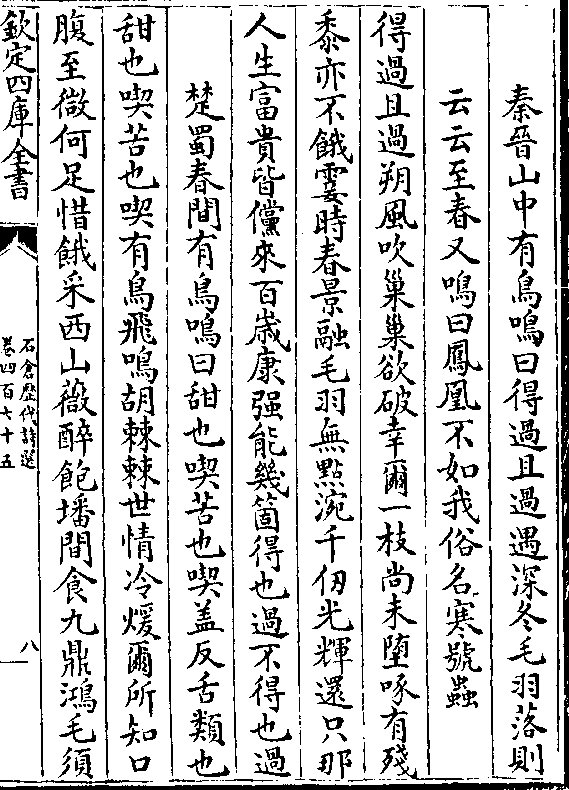 秦晉山中有鳥鳴曰得過且過遇深冬毛羽落則
云云至春又鳴曰鳳凰不如我俗名寒號蟲
得過且過朔風吹巢巢欲破幸爾一枝尚未墮啄有殘
黍亦不餓霎時春景融毛羽無點涴千仞光輝還只那
人生富貴皆儻來百歲康强能幾箇得也過不得也過
楚蜀春間有鳥鳴曰甜也喫苦也喫盖反舌類也
甜也喫苦也喫有鳥飛鳴胡棘棘世情冷煖爾所知口
腹至微何足惜餓采西山薇醉飽墦間食九鼎鴻毛須
欽定四庫全書
石倉歷代詩選
卷四百七十五
八